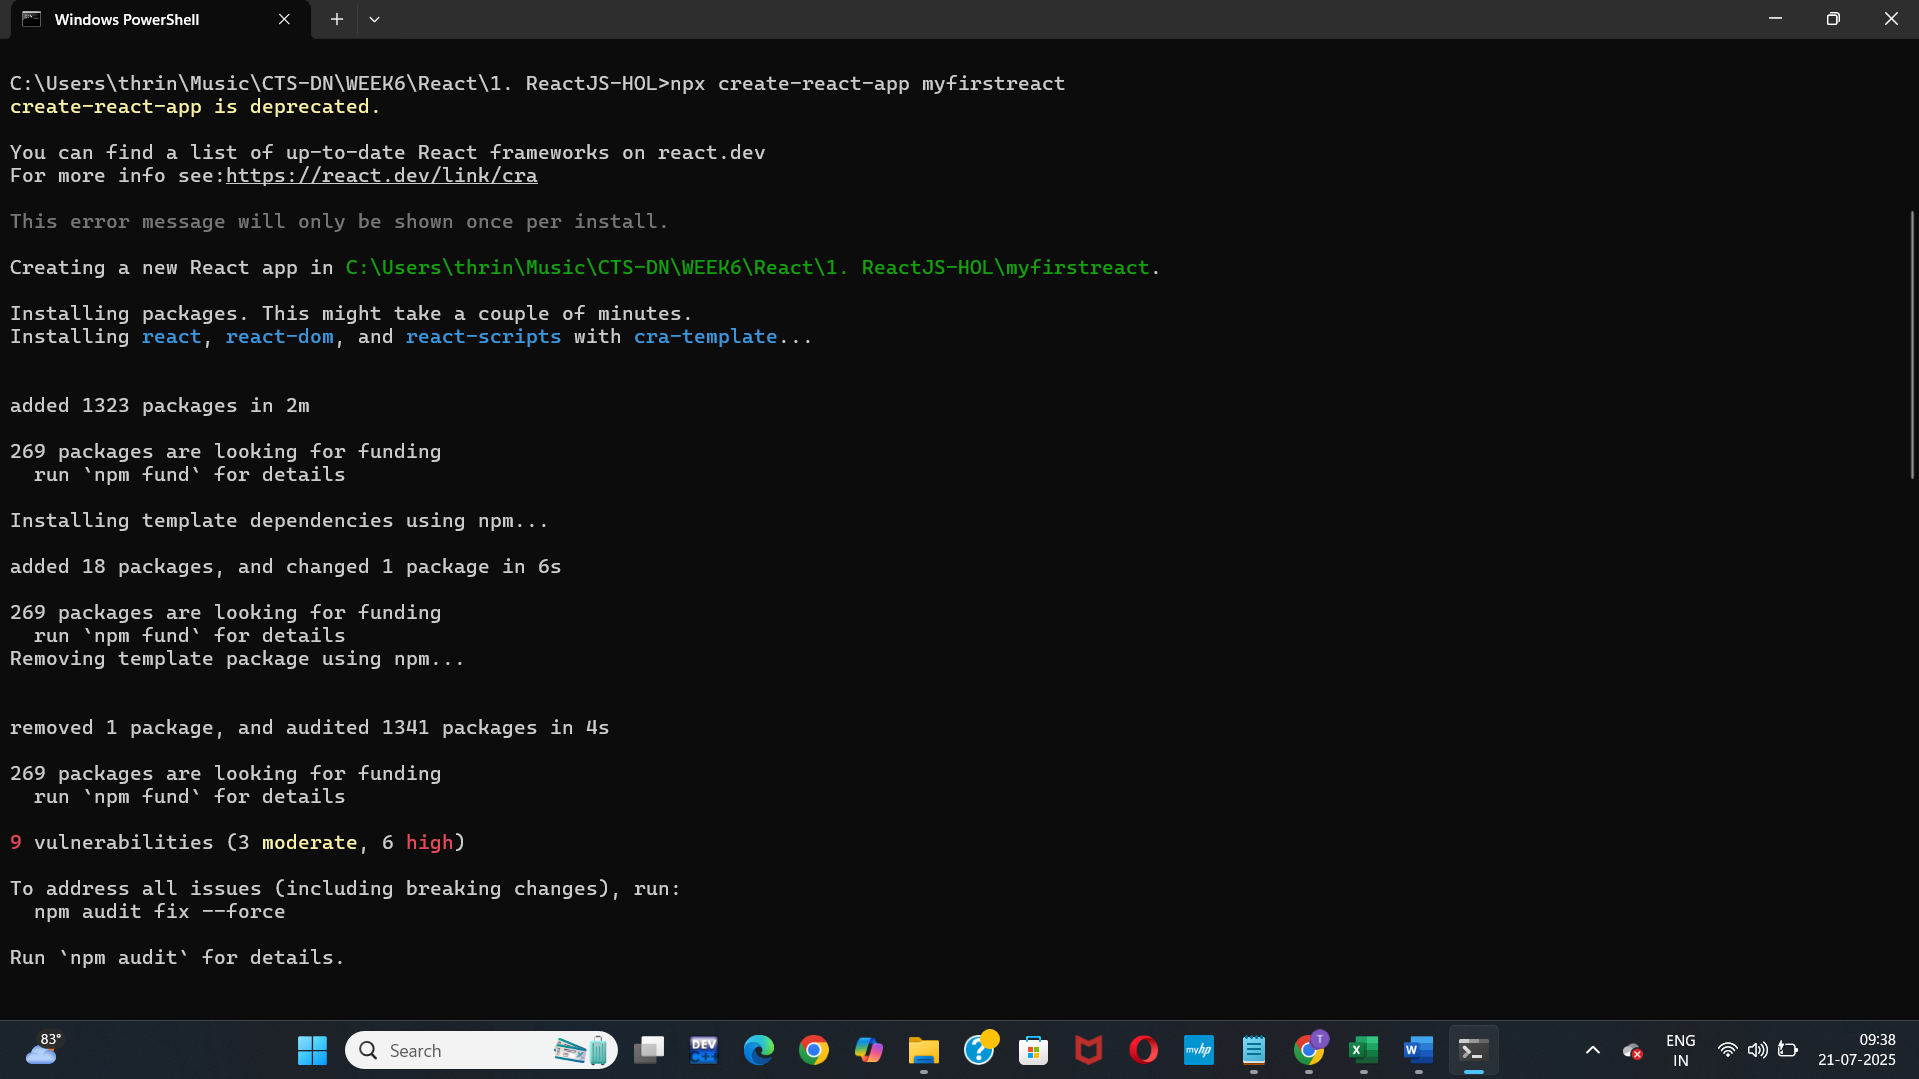 Windows PowerShell
C:\Users\thrin\Music\CTS-DN\WEEK6\React\1. ReactJS-HOL>npx create-react-app myfirstreact
create-react-app is deprecated.
You can find a list of up-to-date React frameworks on react.dev
For more info see:https://react.dev/link/cra
This error message will only be shown once per install.
Creating a new React app in C:\Users\thrin\Music\CTS-DN\WEEK6\React\1. ReactJS-HOL\myfirstreact.
Installing packages. This might take a couple of minutes.
Installing react, react-dom, and react-scripts with cra-template...
added 1323 packages in 2m
269 packages are looking for funding
  run `npm fund` for details
Installing template dependencies using npm...
added 18 packages, and changed 1 package in 6s
269 packages are looking for funding
  run `npm fund` for details
Removing template package using npm...
removed 1 package, and audited 1341 packages in 4s
269 packages are looking for funding
  run `npm fund` for details
9 vulnerabilities (3 moderate, 6 high)
To address all issues (including breaking changes), run:
  npm audit fix --force
Run `npm audit` for details.
83°
Search
DEV
C++
myhp
T
X
W
ENG
IN
09:38
21-07-2025